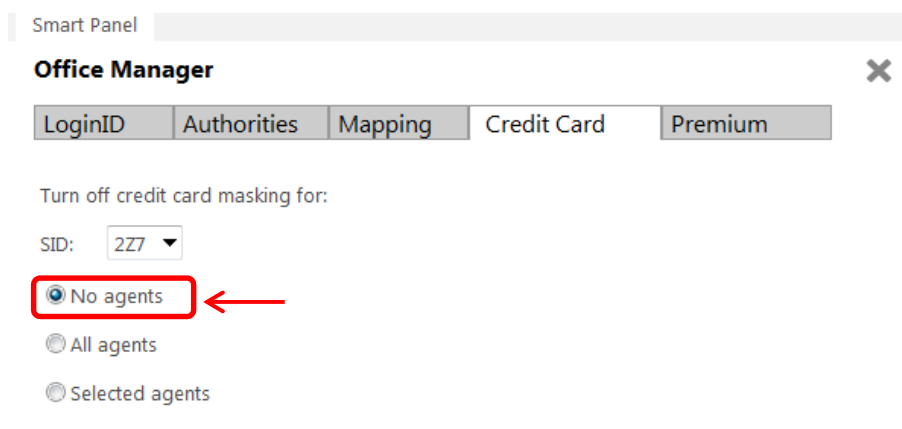 Smart Panel
Office Manager
LoginID Authorities Mapping Credit Card Premium
Turn off credit card masking for:
SID: 2Z7
No agents
All agents
Selected agents